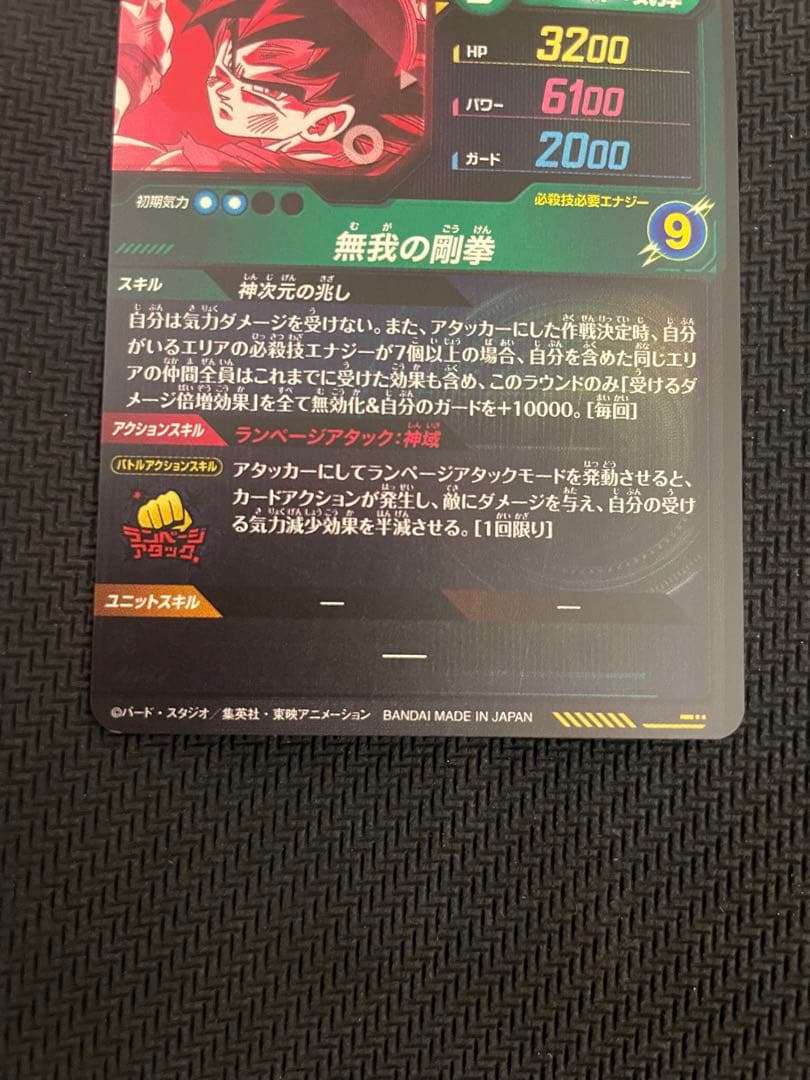 HP 3200
パワー 6100
ガード 2000
初期気力
必殺技必要エナジー
9
無我の剛拳
スキル 神次元の兆し
自分は気力ダメージを受けない。また、アタッカーにした作戦決定時、自分
がいるエリアの必殺技エナジーが7個以上の場合、自分を含めた同じエリ
アの仲間全員はこれまでに受けた効果も含め、このラウンドのみ「受けるダ
メージ倍増効果」を全て無効化&自分のガードを+10000。[毎回]
アクションスキル ランページアタック:神域
バトルアクションスキル
アタッカーにしてランページアタックモードを発動させると、
カードアクションが発生し、敵にダメージを与え、自分の受け
る気力減少効果を半減させる。[1回限り]
ランページ
アタック
ユニットスキル — —
—
©バード・スタジオ／集英社・東映アニメーション BANDAI MADE IN JAPAN